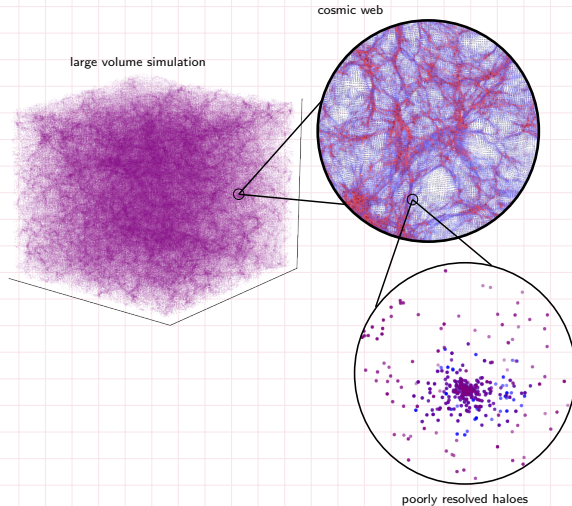 cosmic web
large volume simulation
poorly resolved haloes